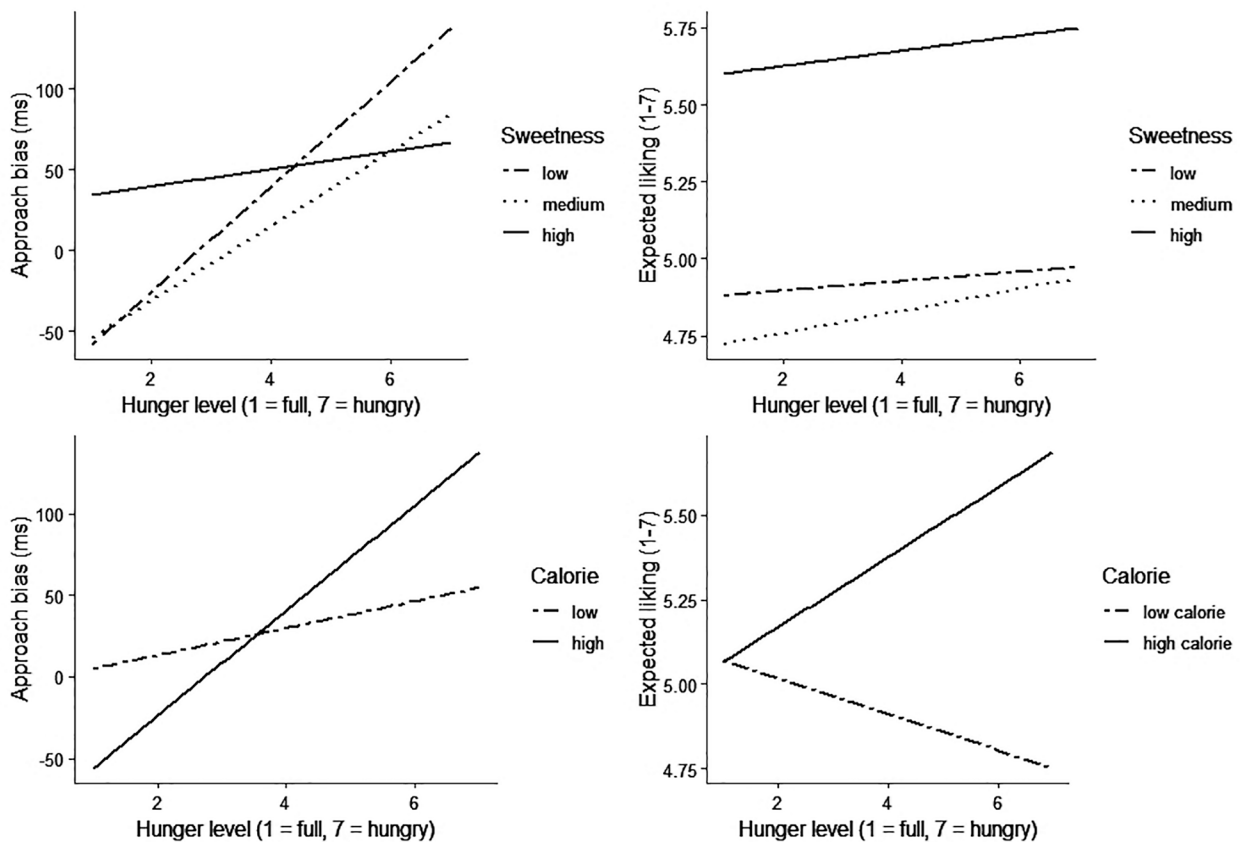 Approach bias (ms)
100
50
0
-50
2
4
6
Hunger level (1 = full, 7 = hungry)
Sweetness
low
medium
high
Expected liking (1-7)
5.75
5.50
5.25
5.00
4.75
2
4
6
Hunger level (1 = full, 7 = hungry)
Sweetness
low
medium
high
Approach bias (ms)
100
50
0
-50
2
4
6
Hunger level (1 = full, 7 = hungry)
Calorie
low
high
Expected liking (1-7)
5.50
5.25
5.00
4.75
2
4
6
Hunger level (1 = full, 7 = hungry)
Calorie
low calorie
high calorie